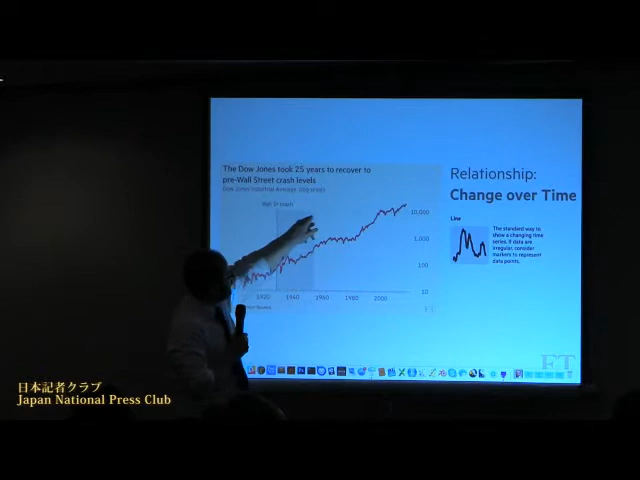 The Dow Jones took 25 years to recover to
pre-Wall Street crash levels
Dow Jones Industrial Average (log scale)
Wall St crash
10,000
1,000
100
10
1920
1940
1960
1980
2000
Relationship:
Change over Time
Line
The standard way to
show a changing time
series. If data are
irregular, consider
markers to represent
data points.
FT
日本記者クラブ
Japan National Press Club